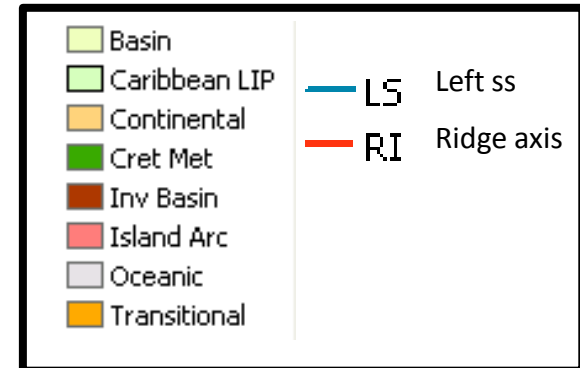 Basin
Caribbean LIP
Continental
Cret Met
Inv Basin
Island Arc
Oceanic
Transitional
LS Left ss
RI Ridge axis